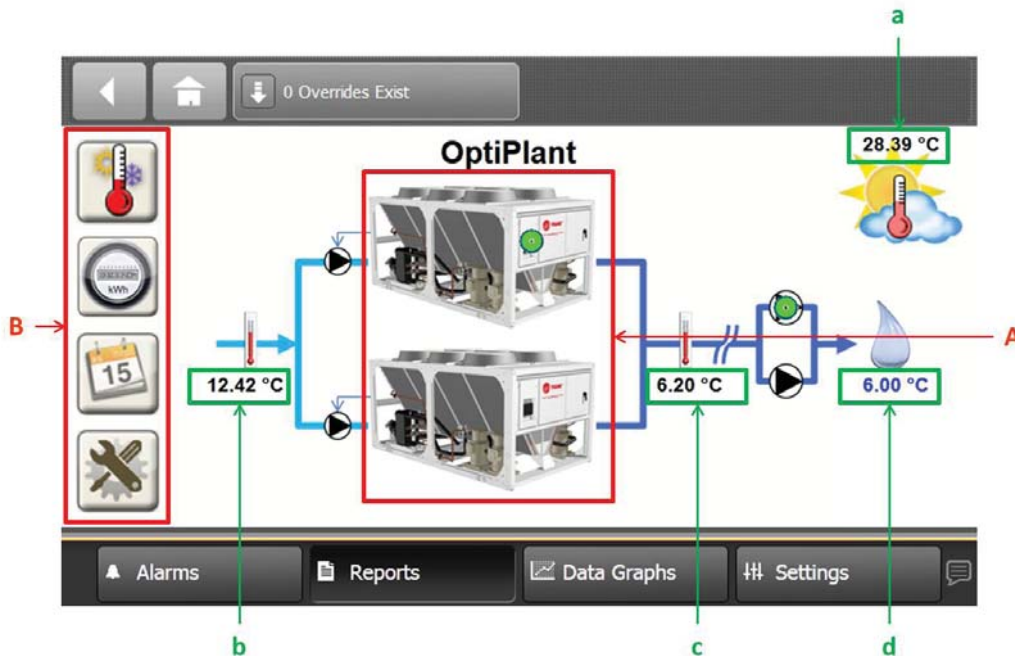 a
0 Overrides Exist
28.39 °C
OptiPlant
B
A
15
kWh
12.42 °C
6.20 °C
6.00 °C
Alarms
Reports
Data Graphs
Settings
b
c
d